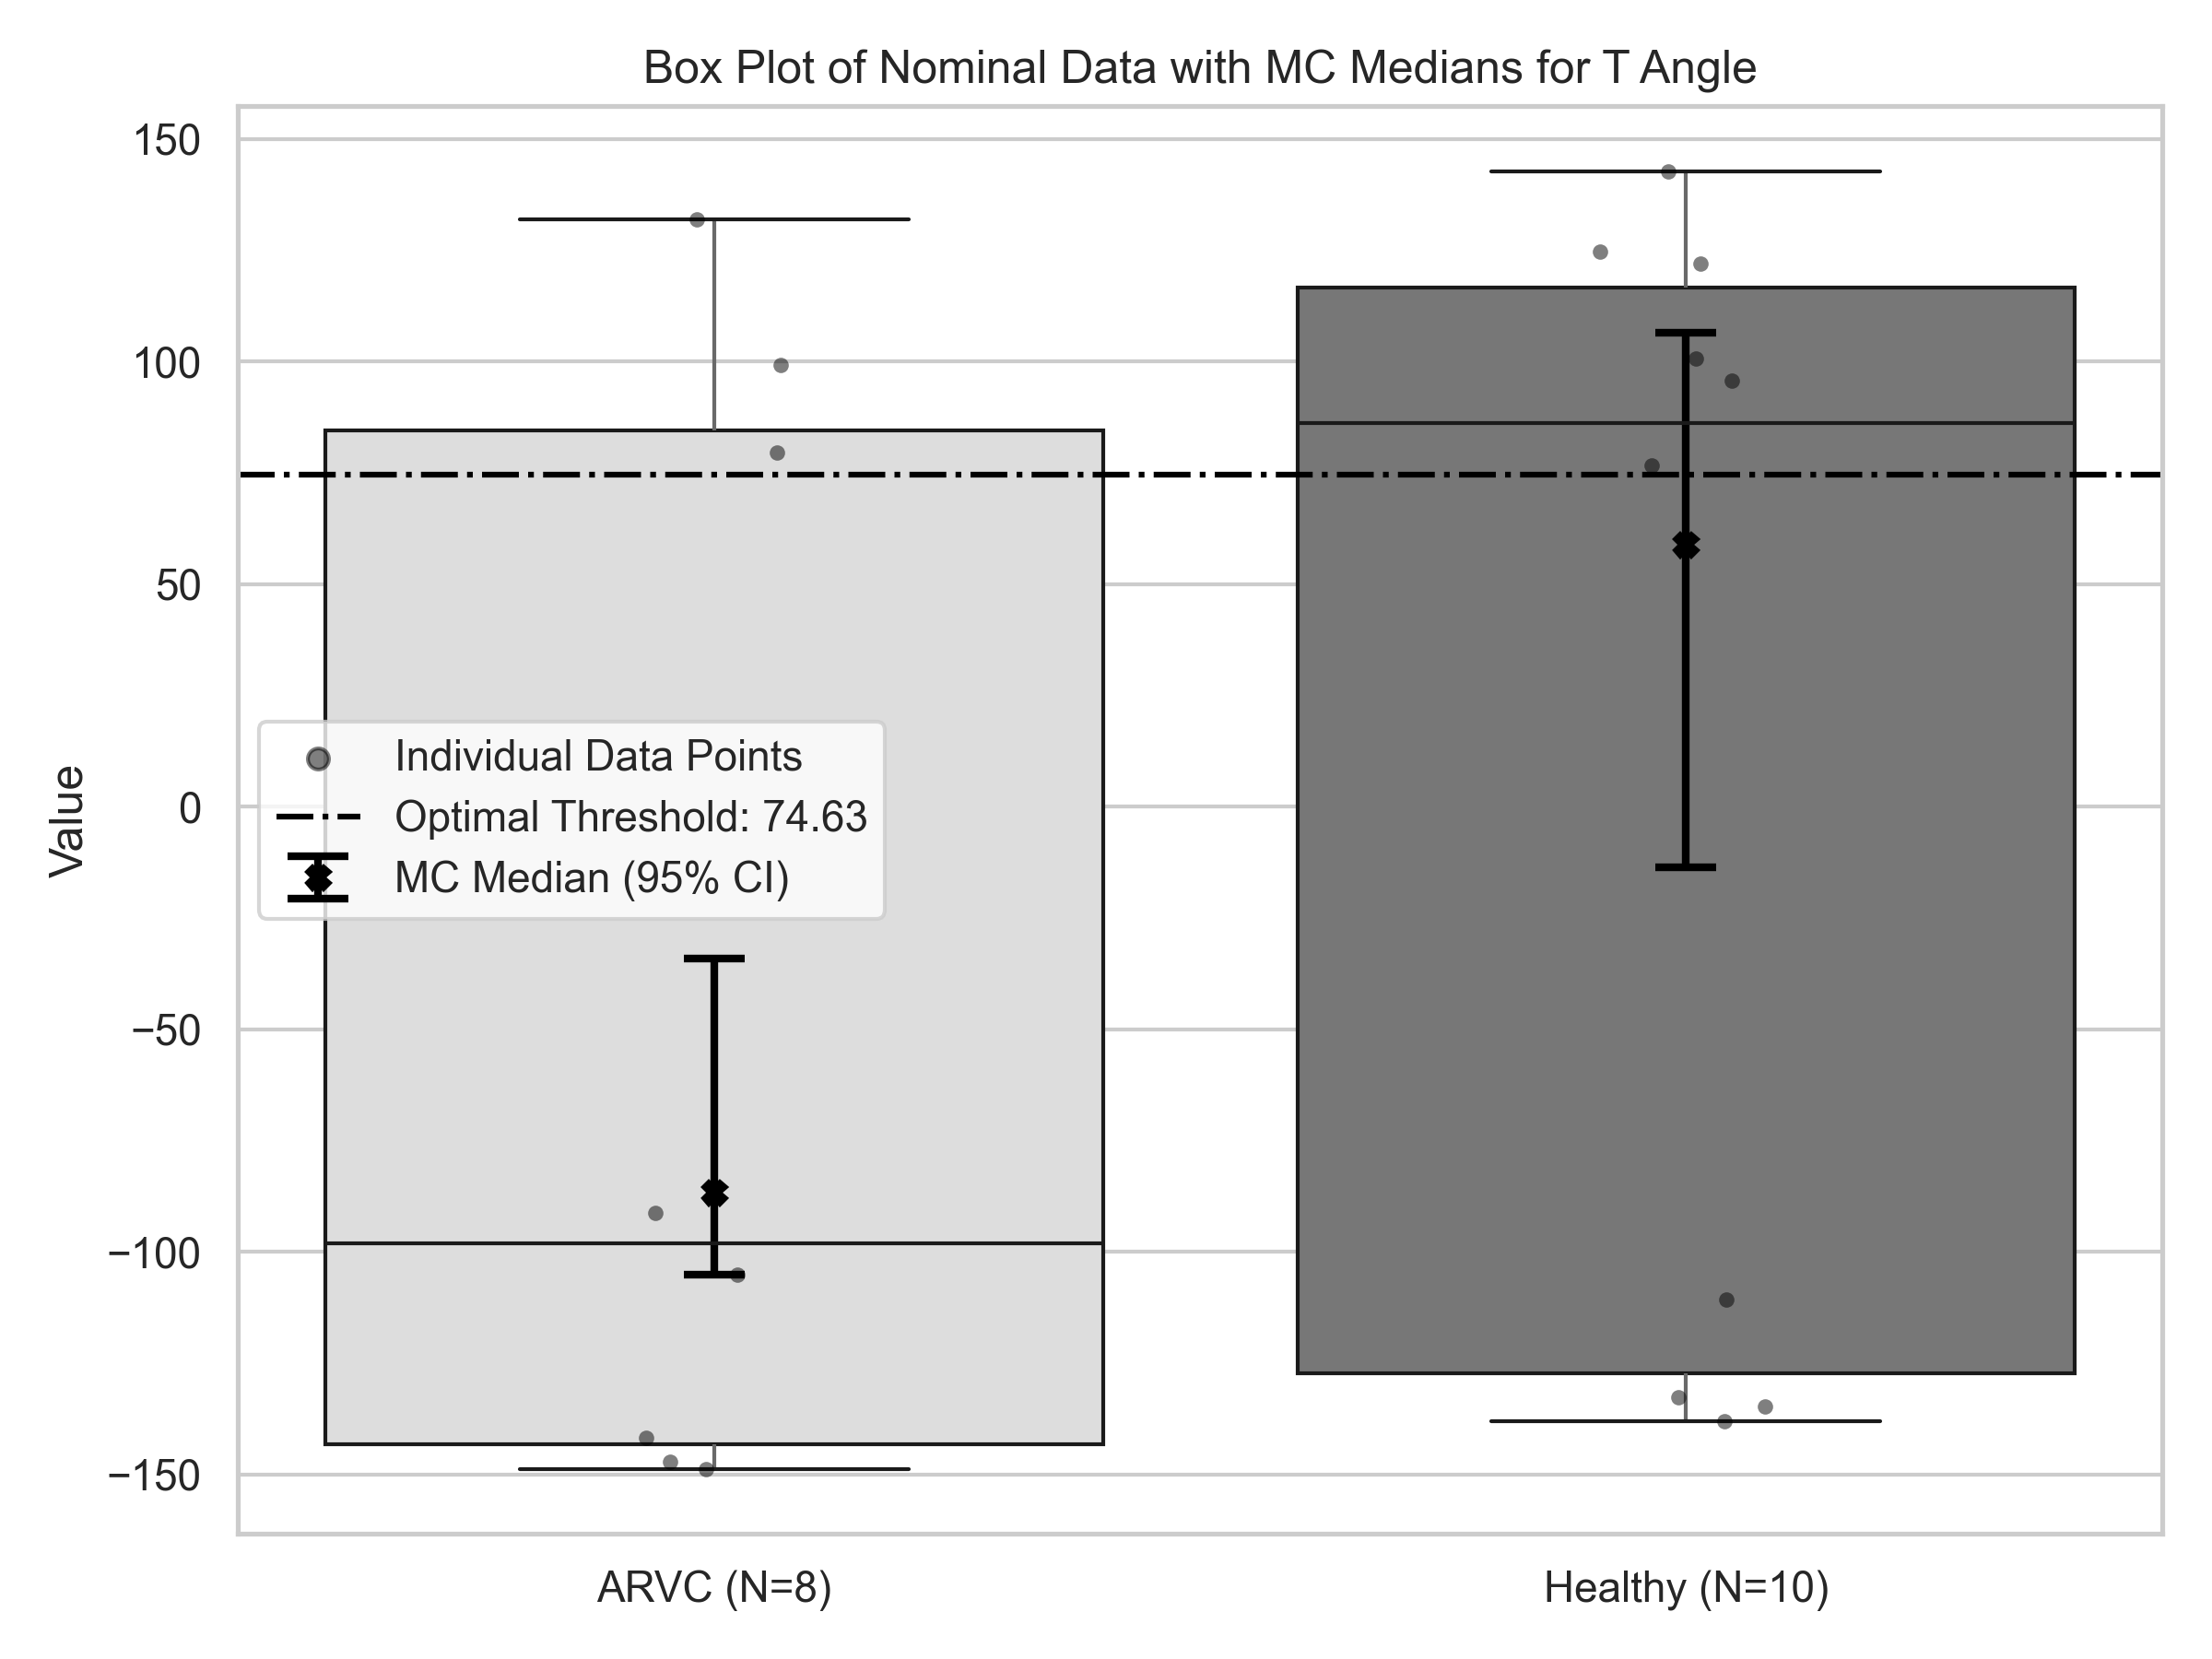 Box Plot of Nominal Data with MC Medians for T Angle
150
100
50
0
−50
−100
−150
Value
Individual Data Points
Optimal Threshold: 74.63
MC Median (95% CI)
ARVC (N=8)
Healthy (N=10)